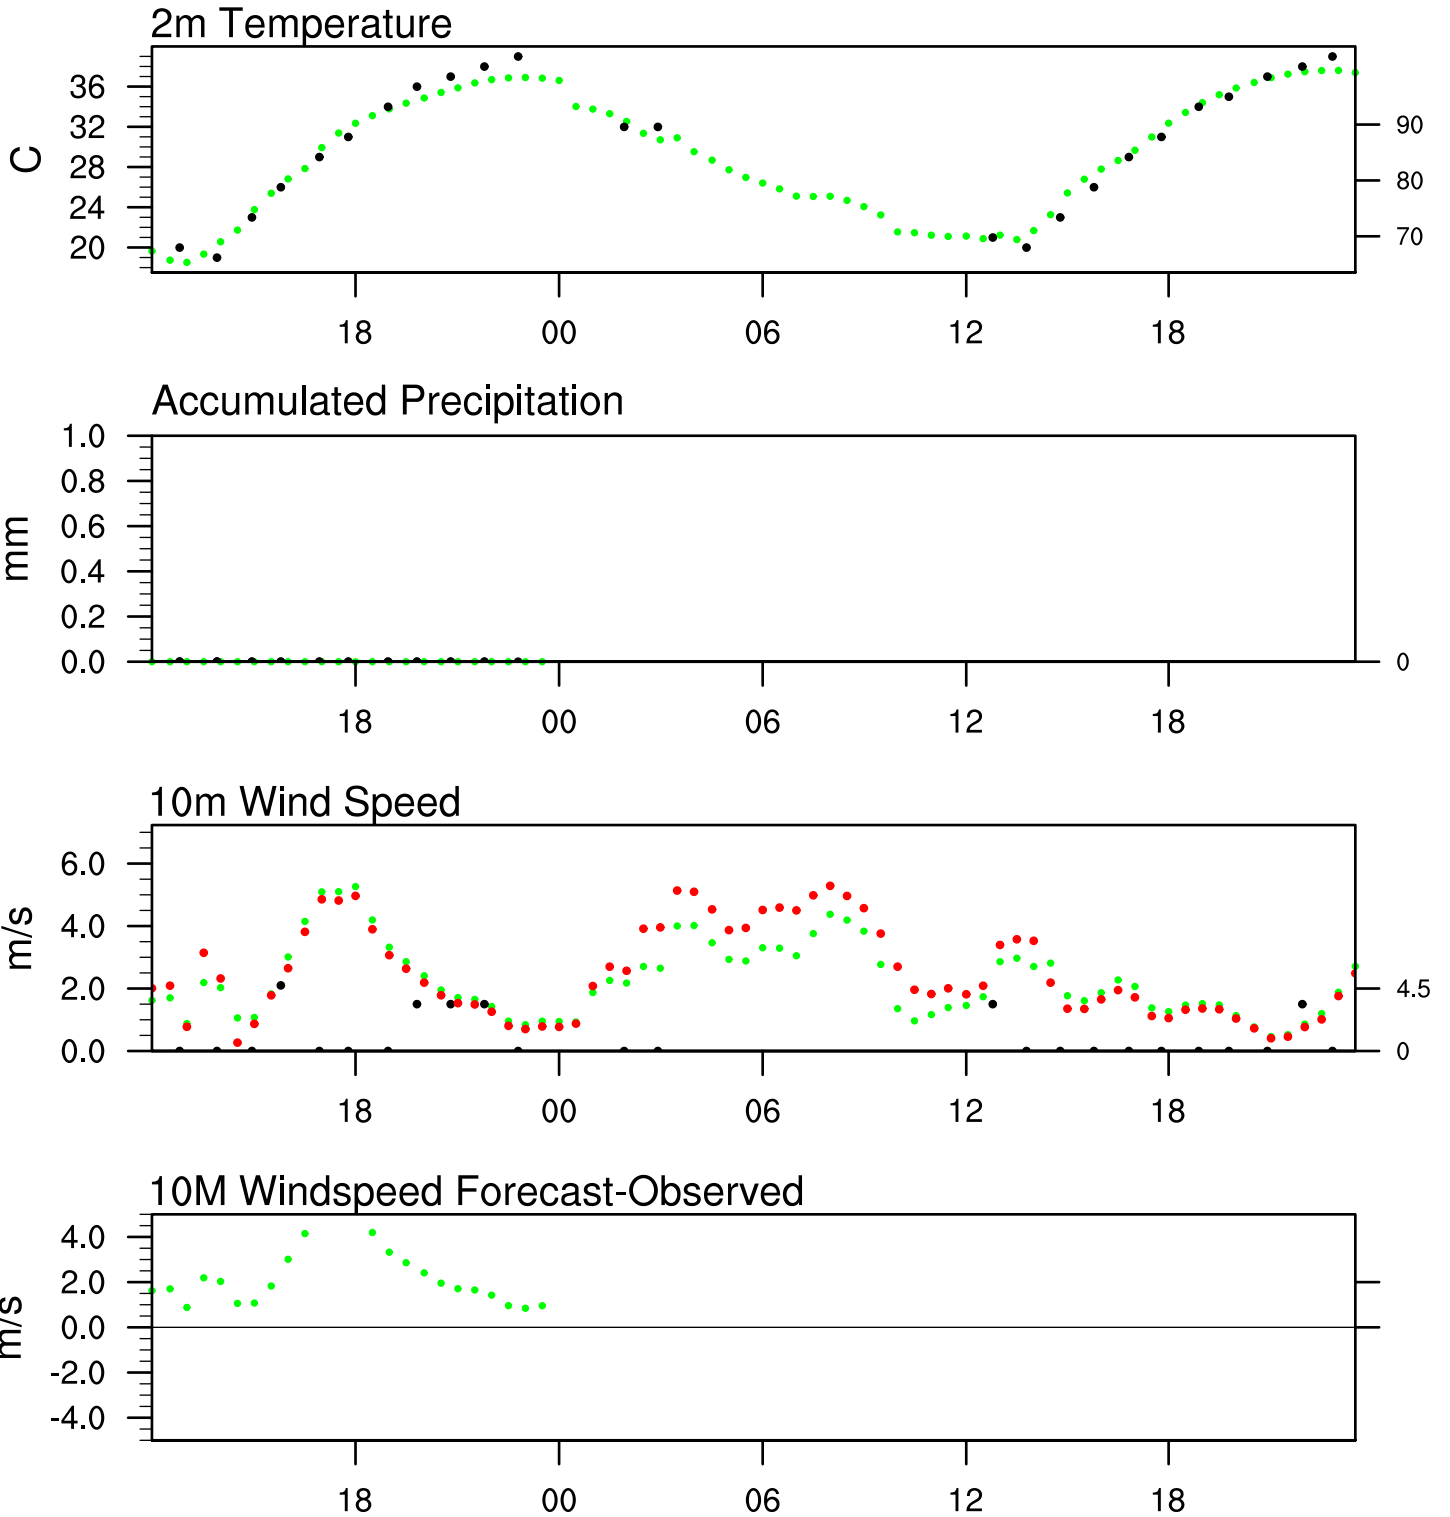 2m Temperature
C
36
32
28
24
20
90
80
70
18 00 06 12 18
Accumulated Precipitation
mm
1.0
0.8
0.6
0.4
0.2
0.0
0
18 00 06 12 18
10m Wind Speed
m/s
6.0
4.0
2.0
0.0
4.5
0
18 00 06 12 18
10M Windspeed Forecast-Observed
m/s
4.0
2.0
0.0
-2.0
-4.0
18 00 06 12 18